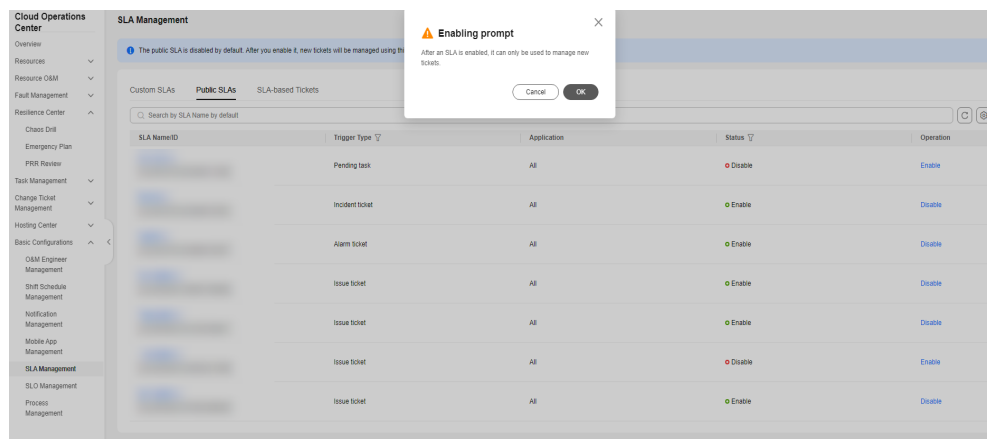 Cloud Operations
Center
Overview
Resources
Resource O&M
Fault Management
Resilience Center
Chaos Drill
Emergency Plan
PRR Review
Task Management
Change Ticket
Management
Hosting Center
Basic Configurations
O&M Engineer
Management
Shift Schedule
Management
Notification
Management
Mobile App
Management
SLA Management
SLO Management
Process
Management
SLA Management
The public SLA is disabled by default. After you enable it, new tickets will be managed using thi
Custom SLAs Public SLAs SLA-based Tickets
Search by SLA Name by default
SLA Name/ID Trigger Type Application Status Operation
Pending task All Disable Enable
Incident ticket All Enable Disable
Alarm ticket All Enable Disable
Issue ticket All Enable Disable
Issue ticket All Enable Disable
Issue ticket All Disable Enable
Issue ticket All Enable Disable
Enabling prompt
After an SLA is enabled, it can only be used to manage new
tickets.
Cancel OK